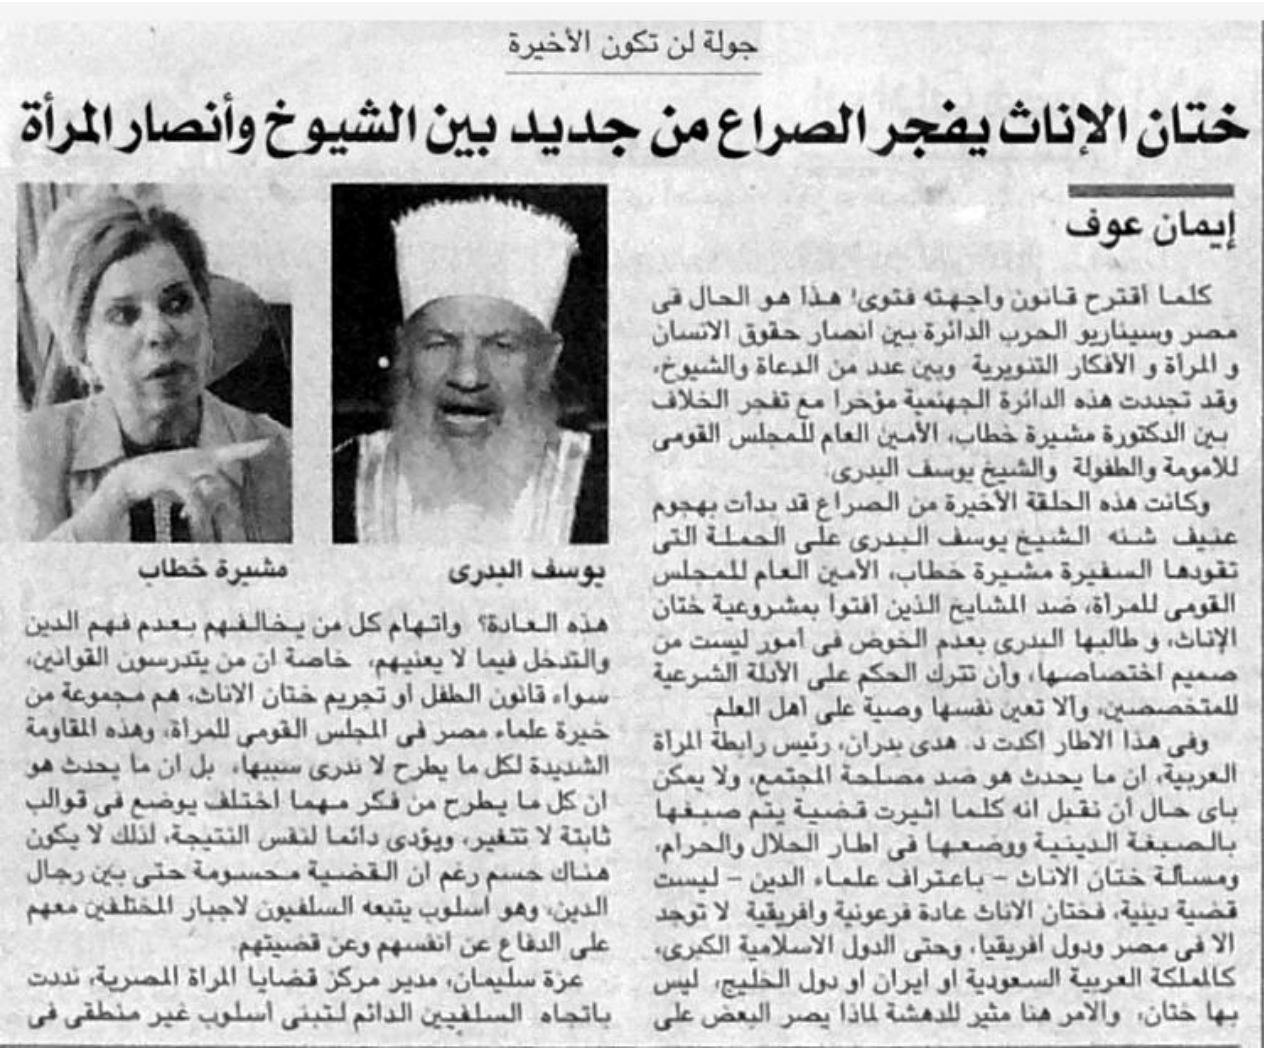 جولة لن تكون الأخيرة
ختان الإناث يفجر الصراع من جديد بين الشيوخ وأنصار المرأة
إيمان عوف
كلما أقترح قانون واجهته فتوى! هذا هو الحال فى
مصر وسيناريو الحرب الدائرة بين انصار حقوق الانسان
و المرأة و الأفكار التنويرية وبين عدد من الدعاة والشيوخ،
وقد تجددت هذه الدائرة الجهنمية مؤخرا مع تفجر الخلاف
بين الدكتورة مشيرة خطاب، الأمين العام للمجلس القومى
للأمومة والطفولة والشيخ يوسف البدرى.
وكانت هذه الحلقة الأخيرة من الصراع قد بدأت بهجوم
عنيف شنه الشيخ يوسف البدرى على الحملة التى
تقودها السفيرة مشيرة خطاب، الأمين العام للمجلس
القومى للمرأة، ضد المشايخ الذين أفتوا بمشروعية ختان
الإناث، و طالبها البدرى بعدم الخوض فى أمور ليست من
صميم اختصاصها، وأن تترك الحكم على الأدلة الشرعية
للمتخصصين، وألا تعين نفسها وصية على أهل العلم.
وفى هذا الاطار اكدت د. هدى بدران، رئيس رابطة المرأة
العربية، ان ما يحدث هو ضد مصلحة المجتمع، ولا يمكن
باى حال أن نقبل انه كلما اثيرت قضية يتم صبغها
بالصبغة الدينية ووضعها فى اطار الحلال والحرام،
ومسألة ختان الاناث – باعتراف علماء الدين – ليست
قضية دينية، فختان الاناث عادة فرعونية وافريقية لا توجد
الا فى مصر ودول افريقيا، وحتى الدول الاسلامية الكبرى،
كالمملكة العربية السعودية او ايران او دول الخليج، ليس
بها ختان، والأمر هنا مثير للدهشة لماذا يصر البعض على
يوسف البدرى
مشيرة خطاب
هذه العادة؟ واتهام كل من يخالفهم بعدم فهم الدين
والتدخل فيما لا يعنيهم، خاصة ان من يتدرسون القوانين،
سواء قانون الطفل أو تجريم ختان الاناث، هم مجموعة من
خيرة علماء مصر فى المجلس القومى للمرأة، وهذه المقاومة
الشديدة لكل ما يطرح لا ندرى سببها، بل ان ما يحدث هو
ان كل ما يطرح من فكر مهما اختلف يوضع فى قوالب
ثابتة لا تتغير، ويؤدى دائما لنفس النتيجة، لذلك لا يكون
هناك حسم رغم ان القضية محسومة حتى بين رجال
الدين، وهو اسلوب يتبعه السلفيون لاجبار المختلفين معهم
على الدفاع عن انفسهم وعن قضيتهم.
عزة سليمان، مدير مركز قضايا المراة المصرية، نددت
باتجاه السلفيين الدائم لتبنى أسلوب غير منطقى فى